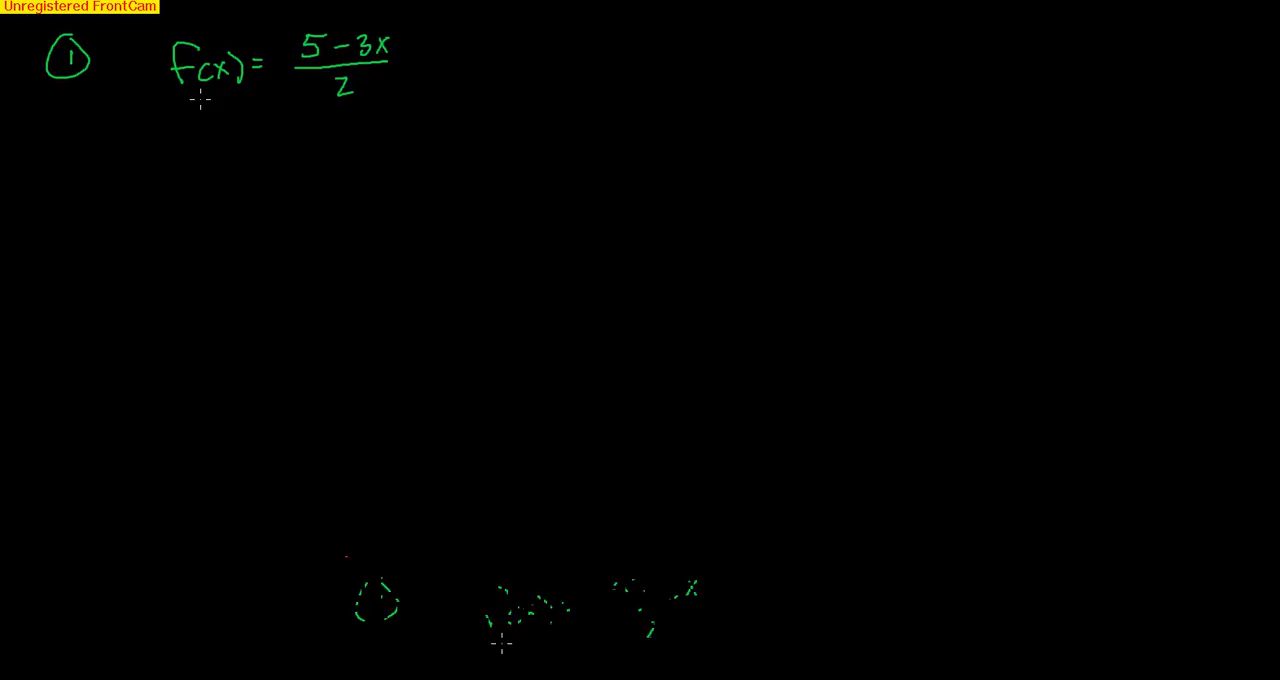 Unregistered FrontCam
① f(x) = (5 - 3x)/2